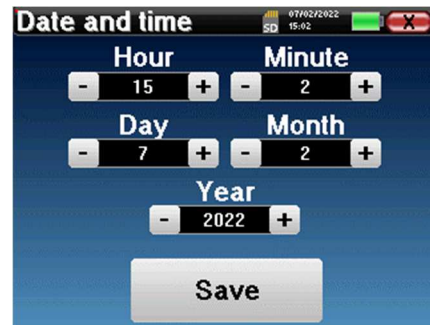 Date and time
SD
07/02/2022
15:02
X
Hour Minute
- 15 + - 2 +
Day Month
- 7 + - 2 +
Year
- 2022 +
Save